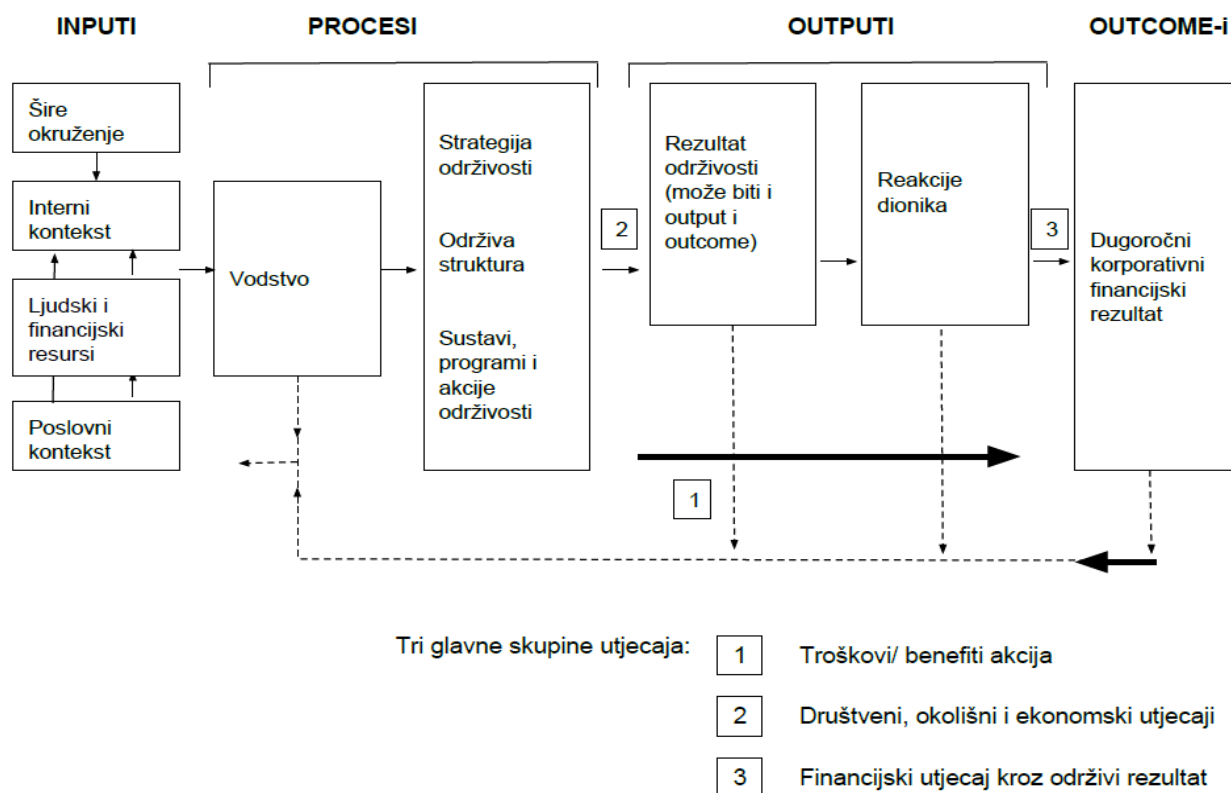 INPUTI
PROCESI
OUTPUTI
OUTCOME-i
Šire
okruženje
Interni
kontekst
Ljudski i
financijski
resursi
Poslovni
kontekst
Vodstvo
Strategija
održivosti
Održiva
struktura
Sustavi,
programi i
akcije
održivosti
2
Rezultat
održivosti
(može biti i
output i
outcome)
Reakcije
dionika
3
Dugoročni
korporativni
financijski
rezultat
1
Tri glavne skupine utjecaja:
1 Troškovi/ benefiti akcija
2 Društveni, okolišni i ekonomski utjecaji
3 Financijski utjecaj kroz održivi rezultat